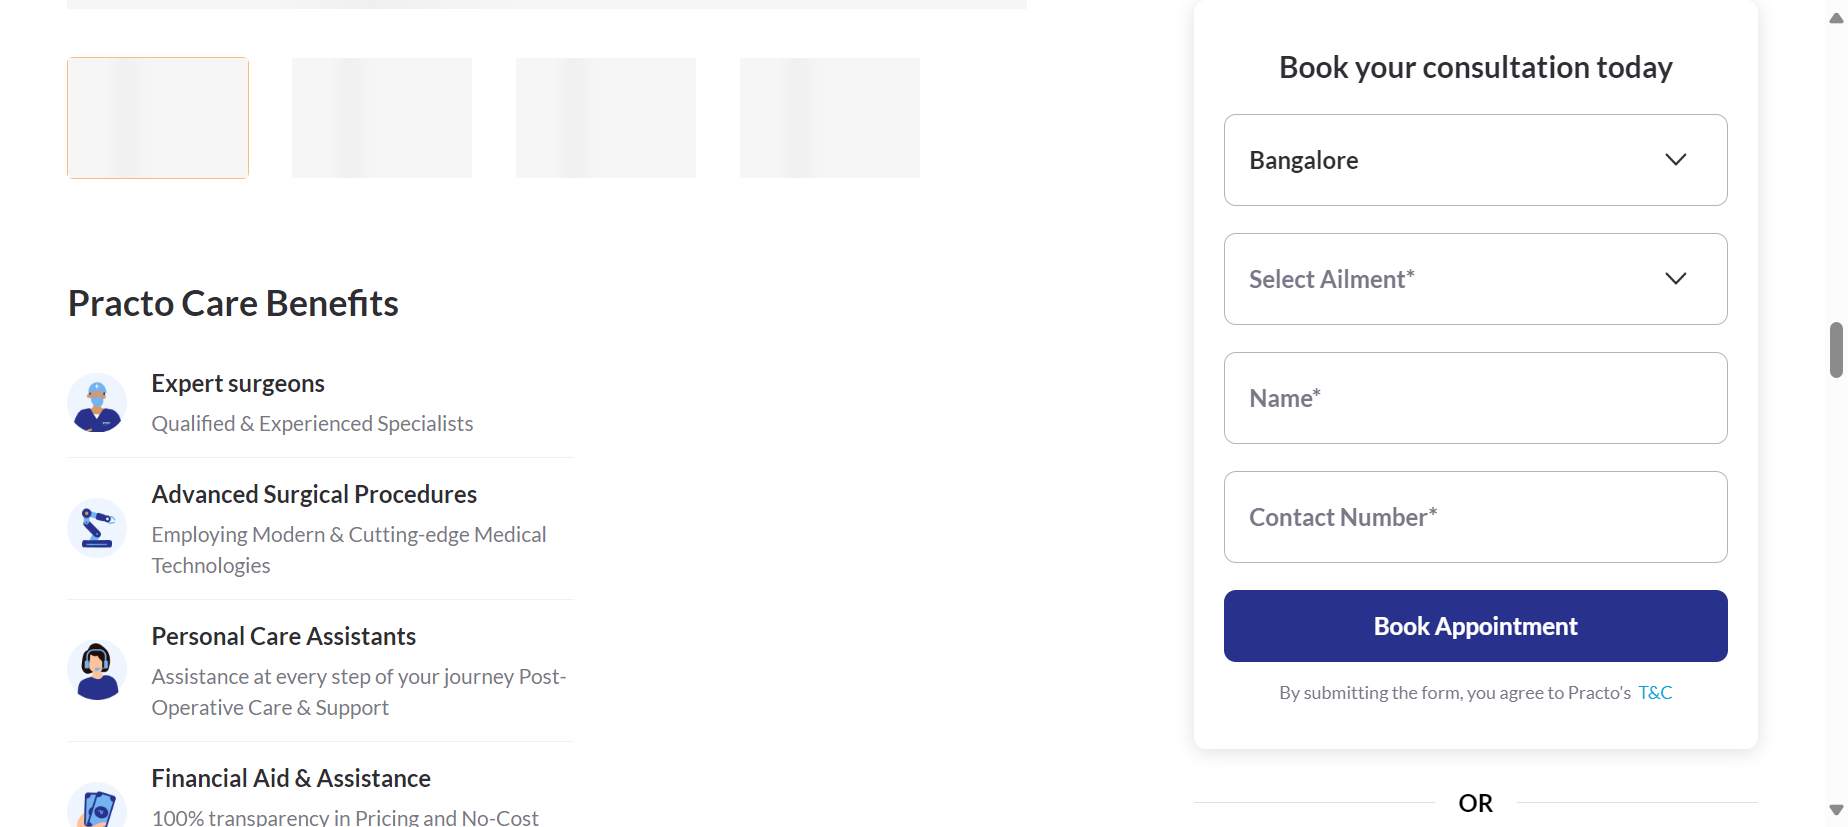 Practo Care Benefits
Expert surgeons
Qualified & Experienced Specialists
Advanced Surgical Procedures
Employing Modern & Cutting-edge Medical
Technologies
Personal Care Assistants
Assistance at every step of your journey Post-
Operative Care & Support
Financial Aid & Assistance
100% transparency in Pricing and No-Cost
Book your consultation today
Bangalore
Select Ailment*
Name*
Contact Number*
Book Appointment
By submitting the form, you agree to Practo's T&C
OR